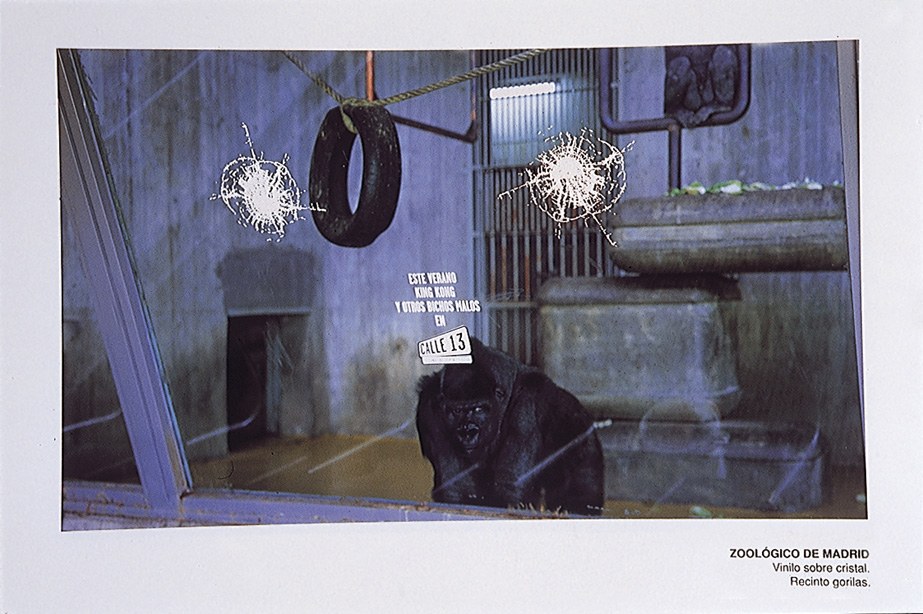 ESTE VERANO
KING KONG
Y OTROS BICHOS MALOS
EN
CALLE 13
ZOOLÓGICO DE MADRID
Vinilo sobre cristal.
Recinto gorilas.